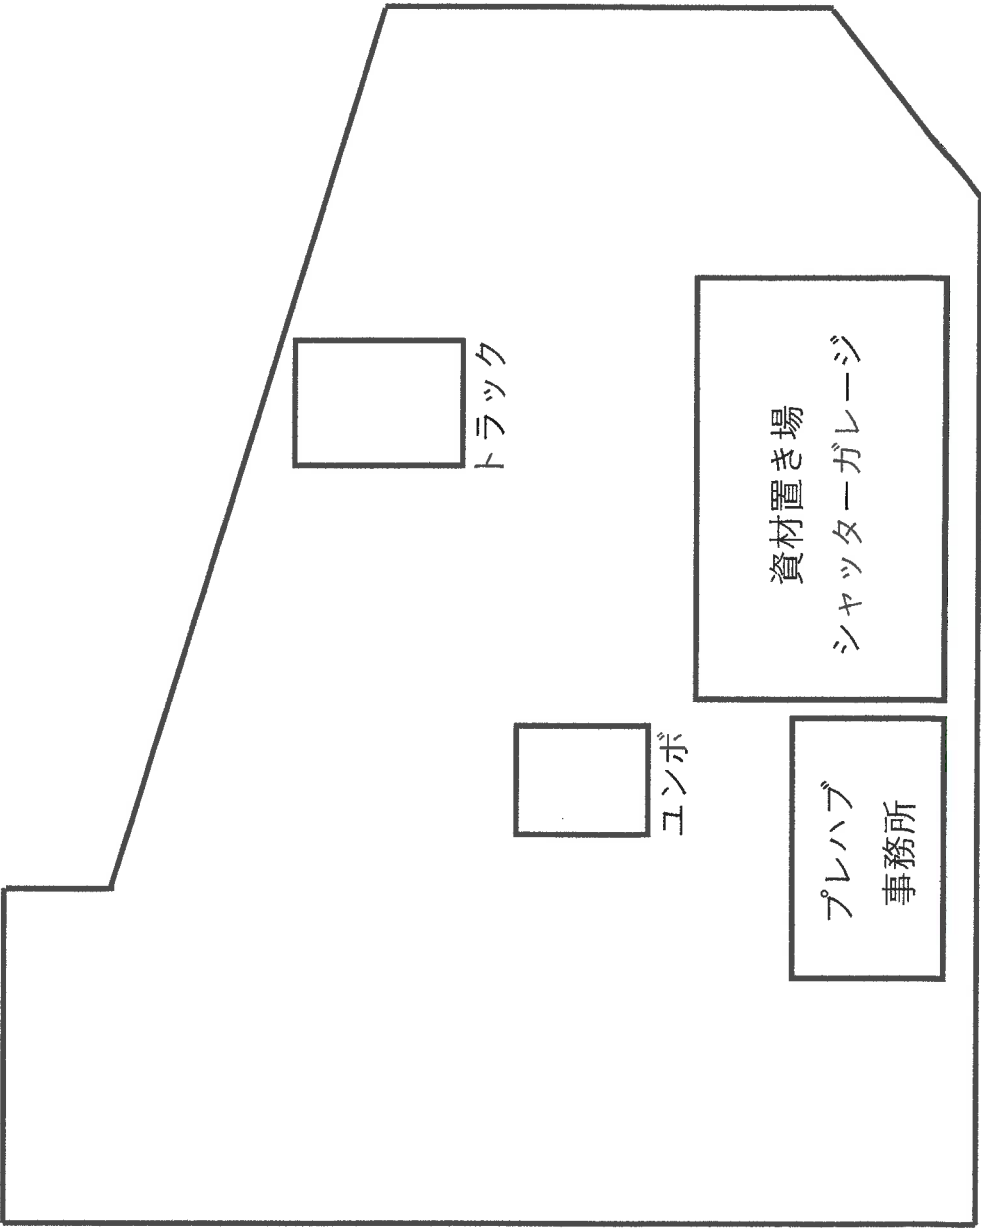 トラック
ユンボ
資材置き場
シャッターガレージ
プレハブ
事務所